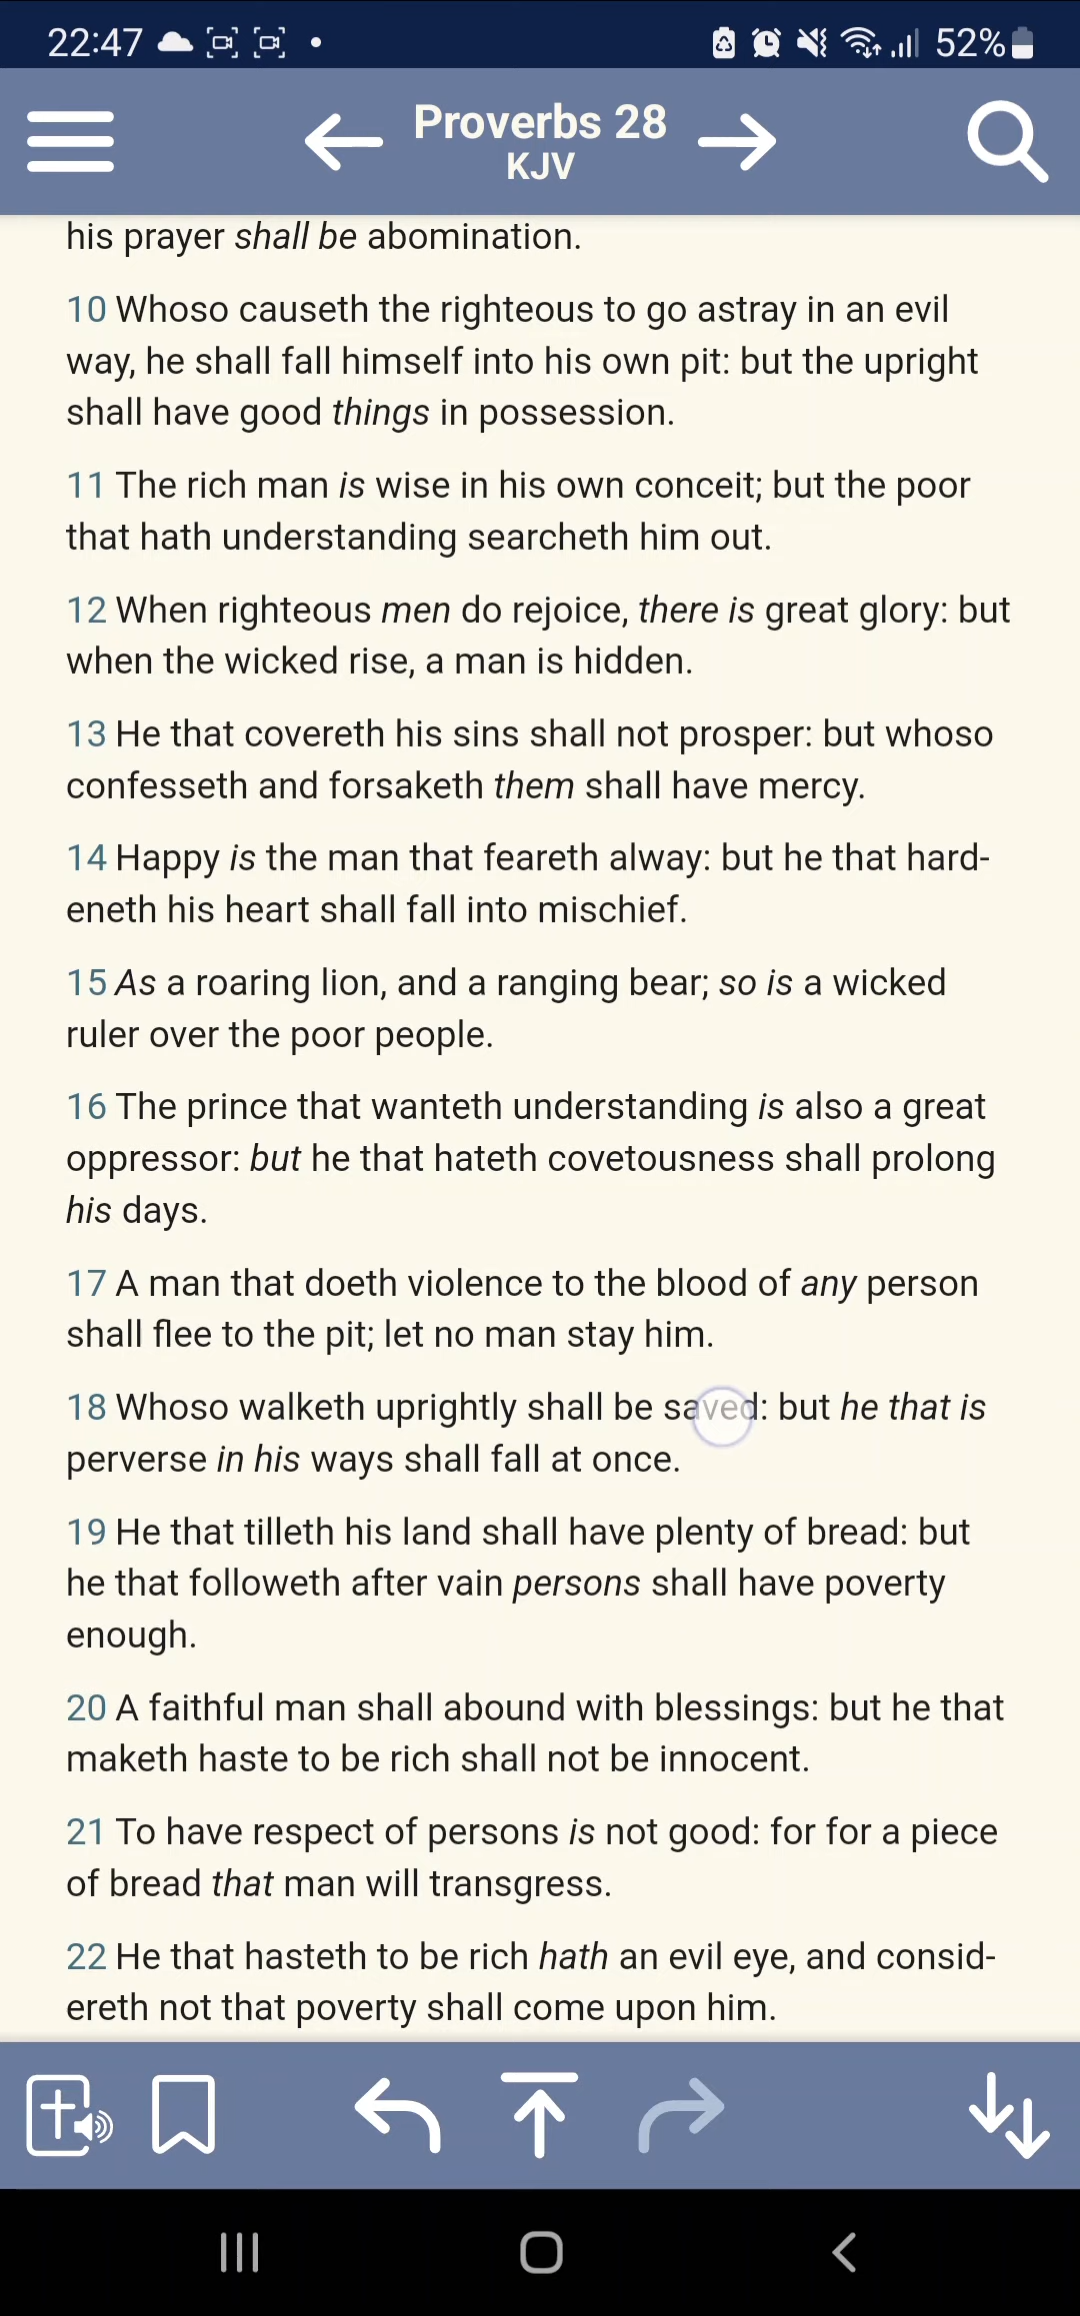 22:47
52%
Proverbs 28
KJV
his prayer shall be abomination.
10 Whoso causeth the righteous to go astray in an evil
way, he shall fall himself into his own pit: but the upright
shall have good things in possession.
11 The rich man is wise in his own conceit; but the poor
that hath understanding searcheth him out.
12 When righteous men do rejoice, there is great glory: but
when the wicked rise, a man is hidden.
13 He that covereth his sins shall not prosper: but whoso
confesseth and forsaketh them shall have mercy.
14 Happy is the man that feareth alway: but he that hard-
eneth his heart shall fall into mischief.
15 As a roaring lion, and a ranging bear; so is a wicked
ruler over the poor people.
16 The prince that wanteth understanding is also a great
oppressor: but he that hateth covetousness shall prolong
his days.
17 A man that doeth violence to the blood of any person
shall flee to the pit; let no man stay him.
18 Whoso walketh uprightly shall be saved: but he that is
perverse in his ways shall fall at once.
19 He that tilleth his land shall have plenty of bread: but
he that followeth after vain persons shall have poverty
enough.
20 A faithful man shall abound with blessings: but he that
maketh haste to be rich shall not be innocent.
21 To have respect of persons is not good: for for a piece
of bread that man will transgress.
22 He that hasteth to be rich hath an evil eye, and consid-
ereth not that poverty shall come upon him.